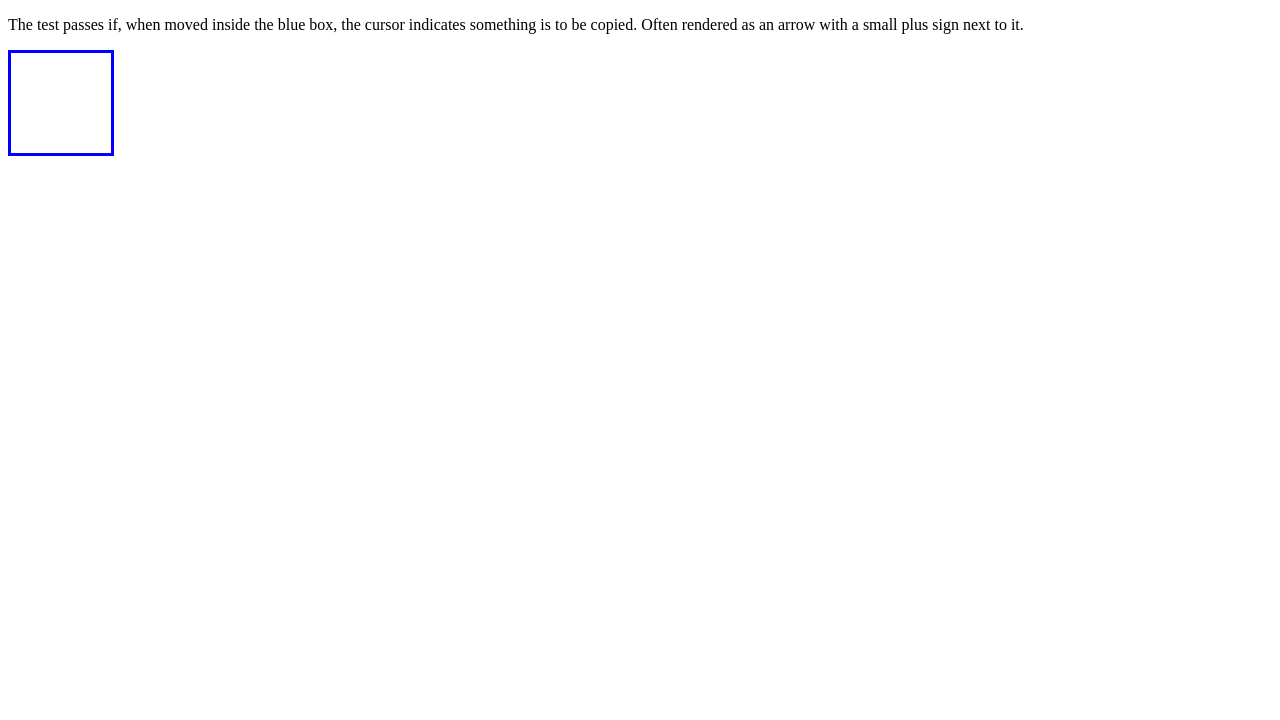 The test passes if, when moved inside the blue box, the cursor indicates something is to be copied. Often rendered as an arrow with a small plus sign next to it.